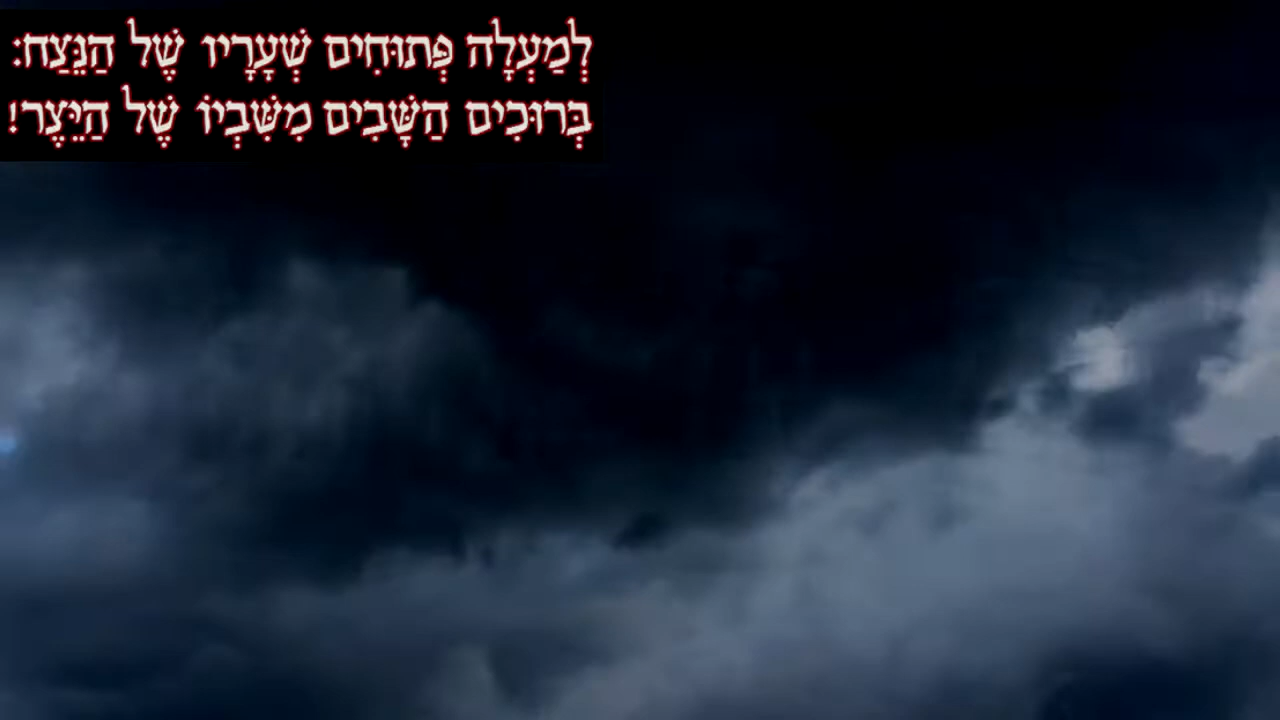 לְמַעְלָה פְּתוּחִים שְׁעָרָיו שֶׁל הַנֵּצַח:
בְּרוּכִים הַשָּׁבִים מִשִּׁבְיוֹ שֶׁל הַיֵּצֶר!